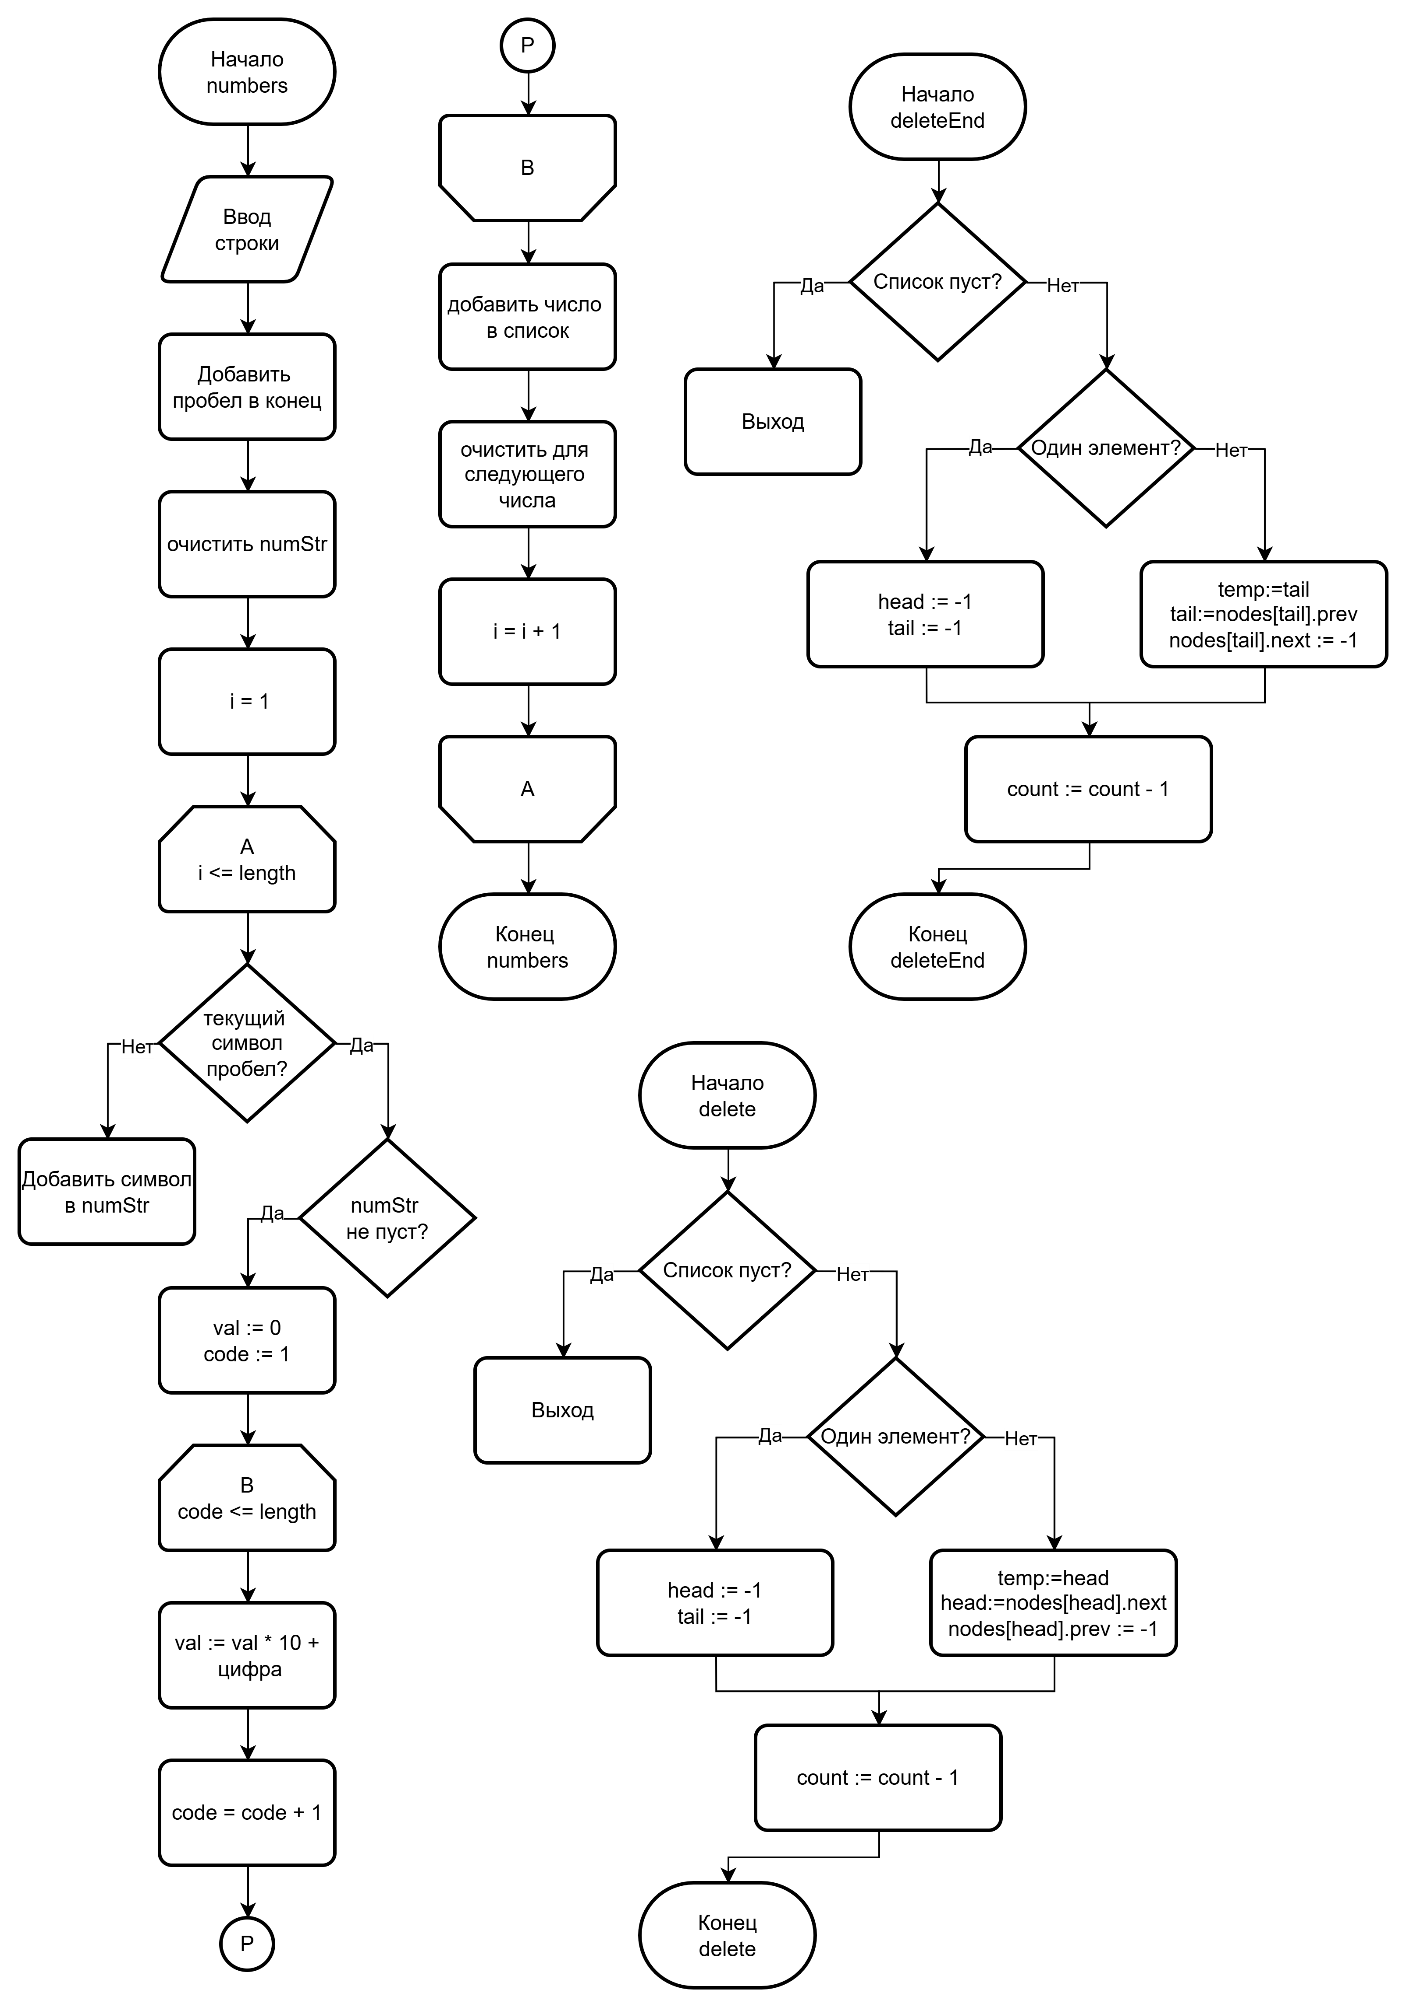 Начало
numbers
Ввод
строки
Добавить
пробел в конец
очистить numStr
i = 1
A
i <= length
текущий
символ
пробел?
Нет
Да
Добавить символ
в numStr
numStr
не пуст?
Да
val := 0
code := 1
B
code <= length
val := val * 10 +
цифра
code = code + 1
P
P
B
добавить число
в список
очистить для
следующего
числа
i = i + 1
A
Конец
numbers
Начало
deleteEnd
Список пуст?
Да
Нет
Выход
Один элемент?
Да
Нет
head := -1
tail := -1
temp:=tail
tail:=nodes[tail].prev
nodes[tail].next := -1
count := count - 1
Конец
deleteEnd
Начало
delete
Список пуст?
Да
Нет
Выход
Один элемент?
Да
Нет
head := -1
tail := -1
temp:=head
head:=nodes[head].next
nodes[head].prev := -1
count := count - 1
Конец
delete